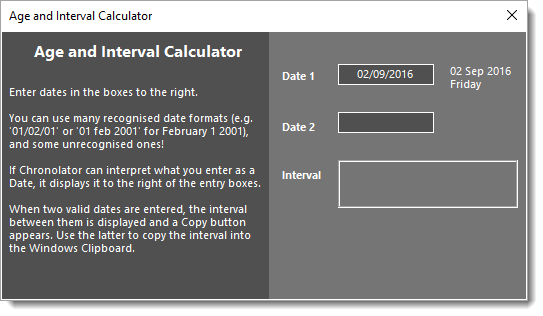 Age and Interval Calculator
Age and Interval Calculator
Enter dates in the boxes to the right.
You can use many recognised date formats (e.g.
'01/02/01' or '01 feb 2001' for February 1 2001),
and some unrecognised ones!
If Chronolator can interpret what you enter as a
Date, it displays it to the right of the entry boxes.
When two valid dates are entered, the interval
between them is displayed and a Copy button
appears. Use the latter to copy the interval into
the Windows Clipboard.
Date 1
02/09/2016
02 Sep 2016
Friday
Date 2
Interval